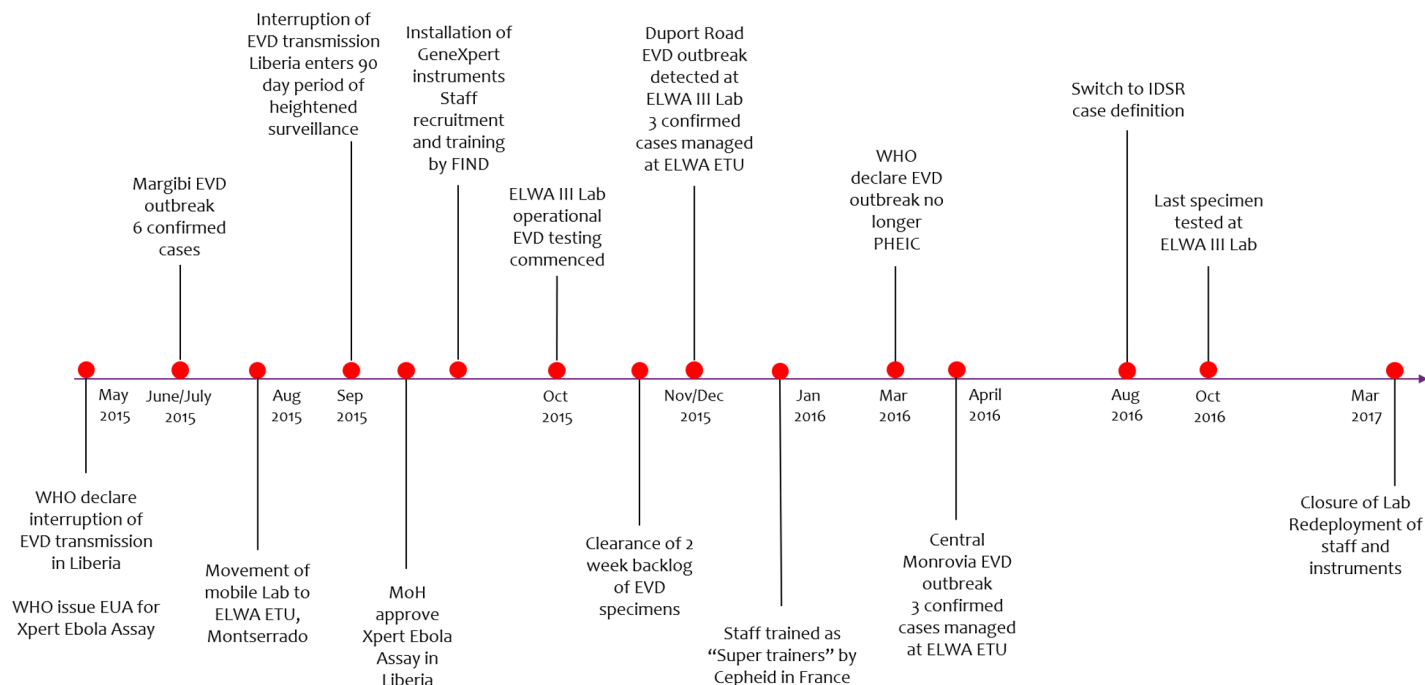 Interruption of
EVD transmission
Liberia enters 90
day period of
heightened
surveillance
Installation of
GeneXpert
instruments
Staff
recruitment
and training
by FIND
Duport Road
EVD outbreak
detected at
ELWA III Lab
3 confirmed
cases managed
at ELWA ETU
Switch to IDSR
case definition
Margibi EVD
outbreak
6 confirmed
cases
ELWA III Lab
operational
EVD testing
commenced
WHO
declare EVD
outbreak no
longer
PHEIC
Last specimen
tested at
ELWA III Lab
May
2015
June/July
2015
Aug
2015
Sep
2015
Oct
2015
Nov/Dec
2015
Jan
2016
Mar
2016
April
2016
Aug
2016
Oct
2016
Mar
2017
WHO declare
interruption of
EVD transmission
in Liberia
WHO issue EUA for
Xpert Ebola Assay
Movement of
mobile Lab to
ELWA ETU,
Montserrado
MoH
approve
Xpert Ebola
Assay in
Liberia
Clearance of 2
week backlog
of EVD
specimens
Staff trained as
“Super trainers” by
Cepheid in France
Central
Monrovia EVD
outbreak
3 confirmed
cases managed
at ELWA ETU
Closure of Lab
Redeployment of
staff and
instruments